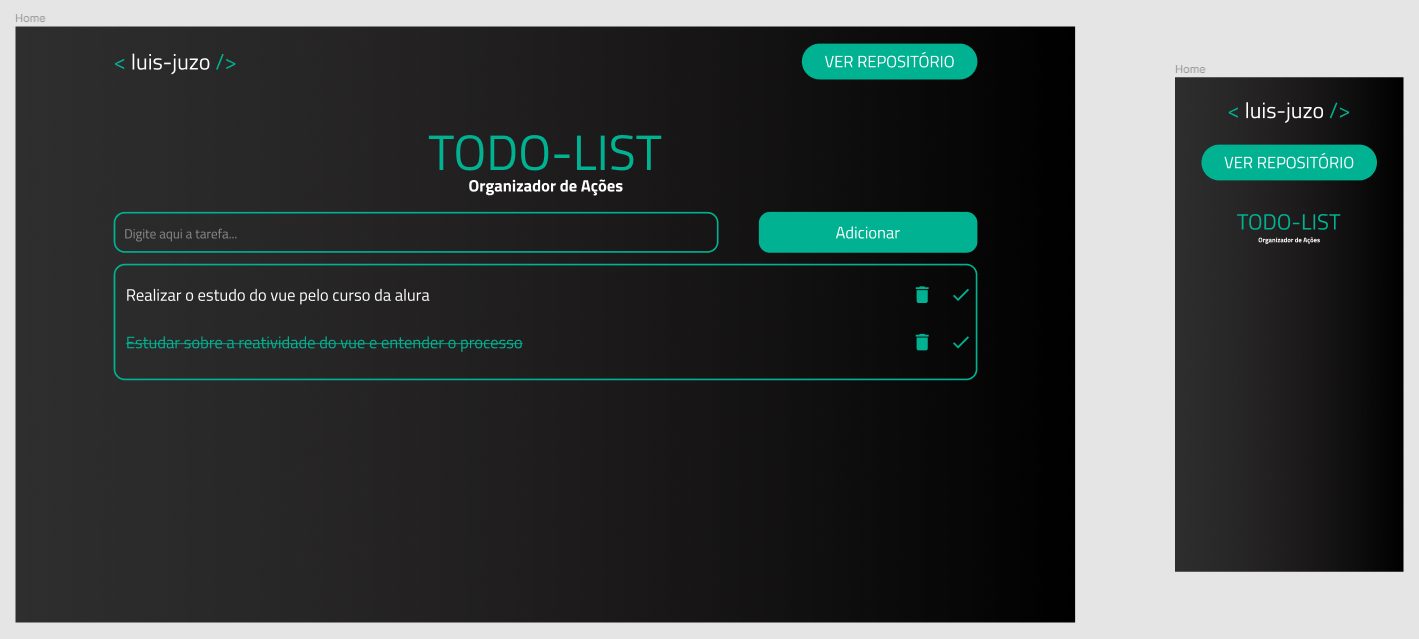 Home
< luis-juzo />
VER REPOSITÓRIO
TODO-LIST
Organizador de Ações
Digite aqui a tarefa...
Adicionar
Realizar o estudo do vue pelo curso da alura
Estudar sobre a reatividade do vue e entender o processo
Home
< luis-juzo />
VER REPOSITÓRIO
TODO-LIST
Organizador de Ações